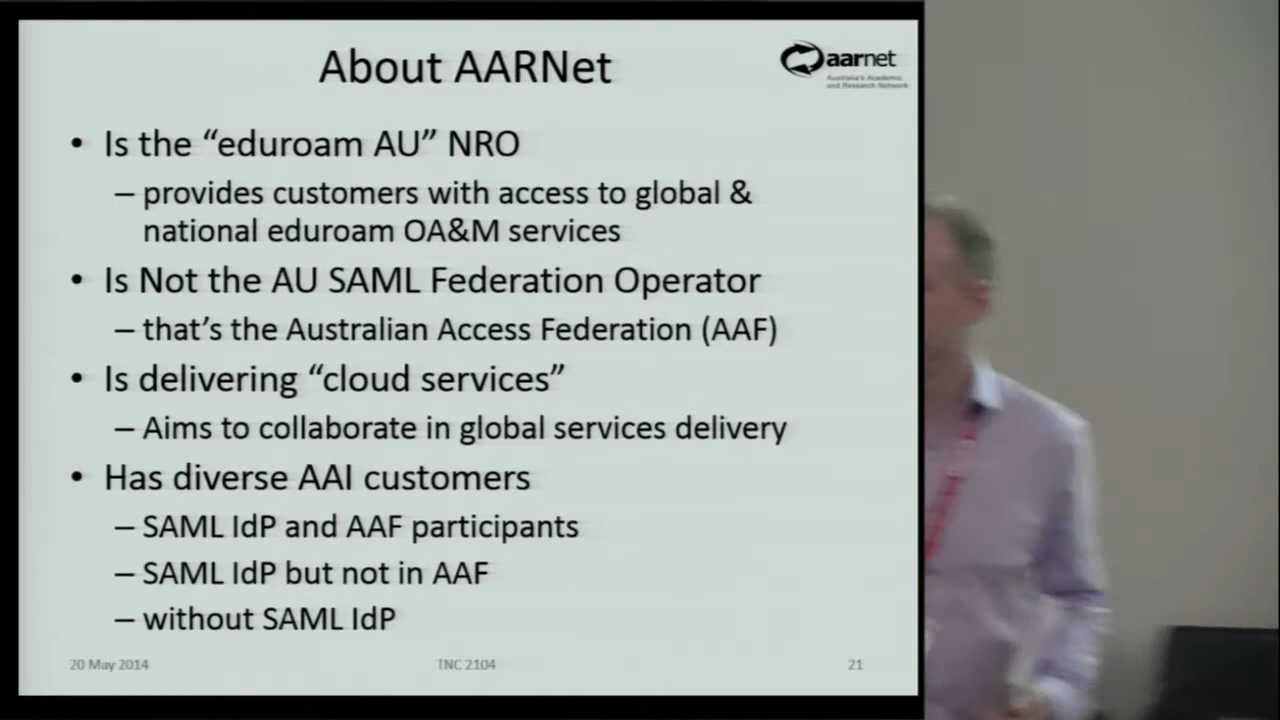 About AARNet
aarnet
Australia's Academic
and Research Network
• Is the “eduroam AU” NRO
– provides customers with access to global &
national eduroam OA&M services
• Is Not the AU SAML Federation Operator
– that’s the Australian Access Federation (AAF)
• Is delivering “cloud services”
– Aims to collaborate in global services delivery
• Has diverse AAI customers
– SAML IdP and AAF participants
– SAML IdP but not in AAF
– without SAML IdP
20 May 2014
TNC 2104
21